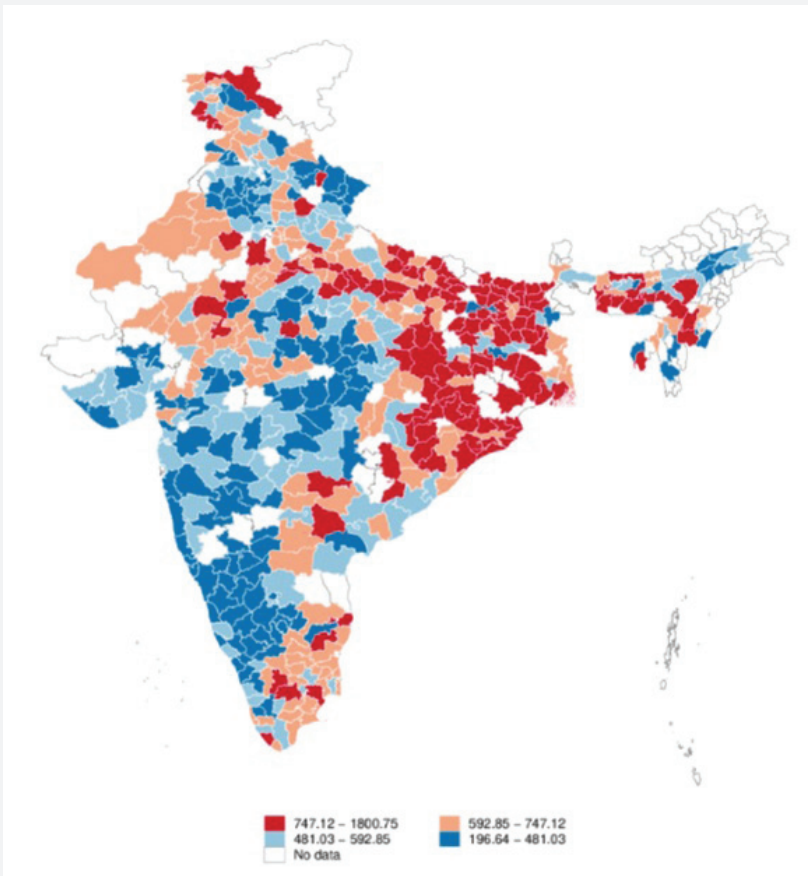 747.12 – 1800.75
592.85 – 747.12
481.03 – 592.85
196.64 – 481.03
No data